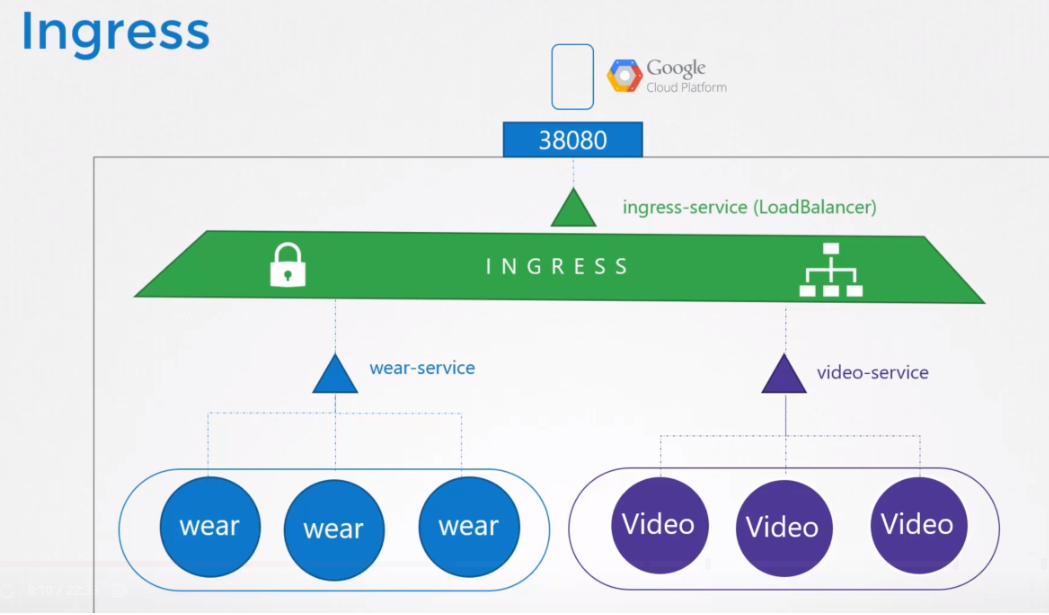 Ingress
Google
Cloud Platform
38080
ingress-service (LoadBalancer)
INGRESS
wear-service
video-service
wear
wear
wear
Video
Video
Video